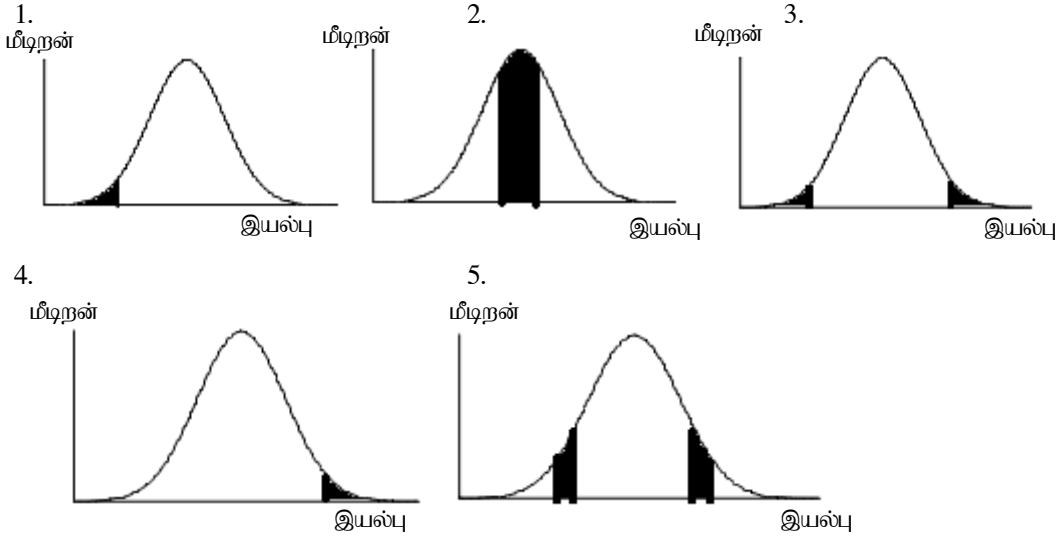 1.
மீடிறன்
இயல்பு
2.
மீடிறன்
இயல்பு
3.
மீடிறன்
இயல்பு
4.
மீடிறன்
இயல்பு
5.
மீடிறன்
இயல்பு